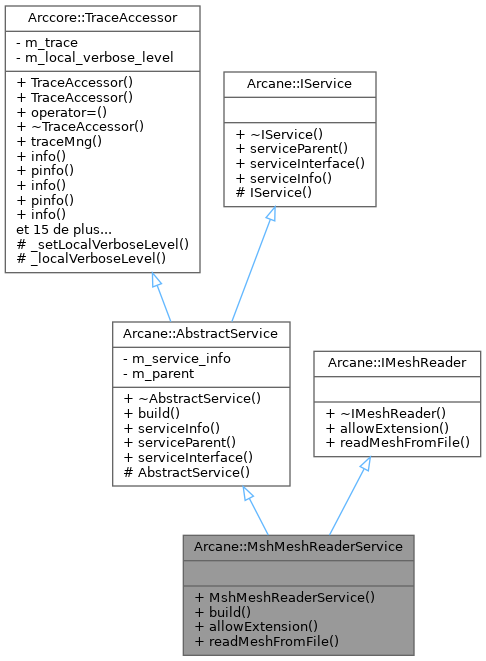 Arccore::TraceAccessor
- m_trace
- m_local_verbose_level
+ TraceAccessor()
+ TraceAccessor()
+ operator=()
+ ~TraceAccessor()
+ traceMng()
+ info()
+ pinfo()
+ info()
+ pinfo()
+ info()
et 15 de plus...
# _setLocalVerboseLevel()
# _localVerboseLevel()
Arcane::IService
+ ~IService()
+ serviceParent()
+ serviceInterface()
+ serviceInfo()
# IService()
Arcane::AbstractService
- m_service_info
- m_parent
+ ~AbstractService()
+ build()
+ serviceInfo()
+ serviceParent()
+ serviceInterface()
# AbstractService()
Arcane::IMeshReader
+ ~IMeshReader()
+ allowExtension()
+ readMeshFromFile()
Arcane::MshMeshReaderService
+ MshMeshReaderService()
+ build()
+ allowExtension()
+ readMeshFromFile()